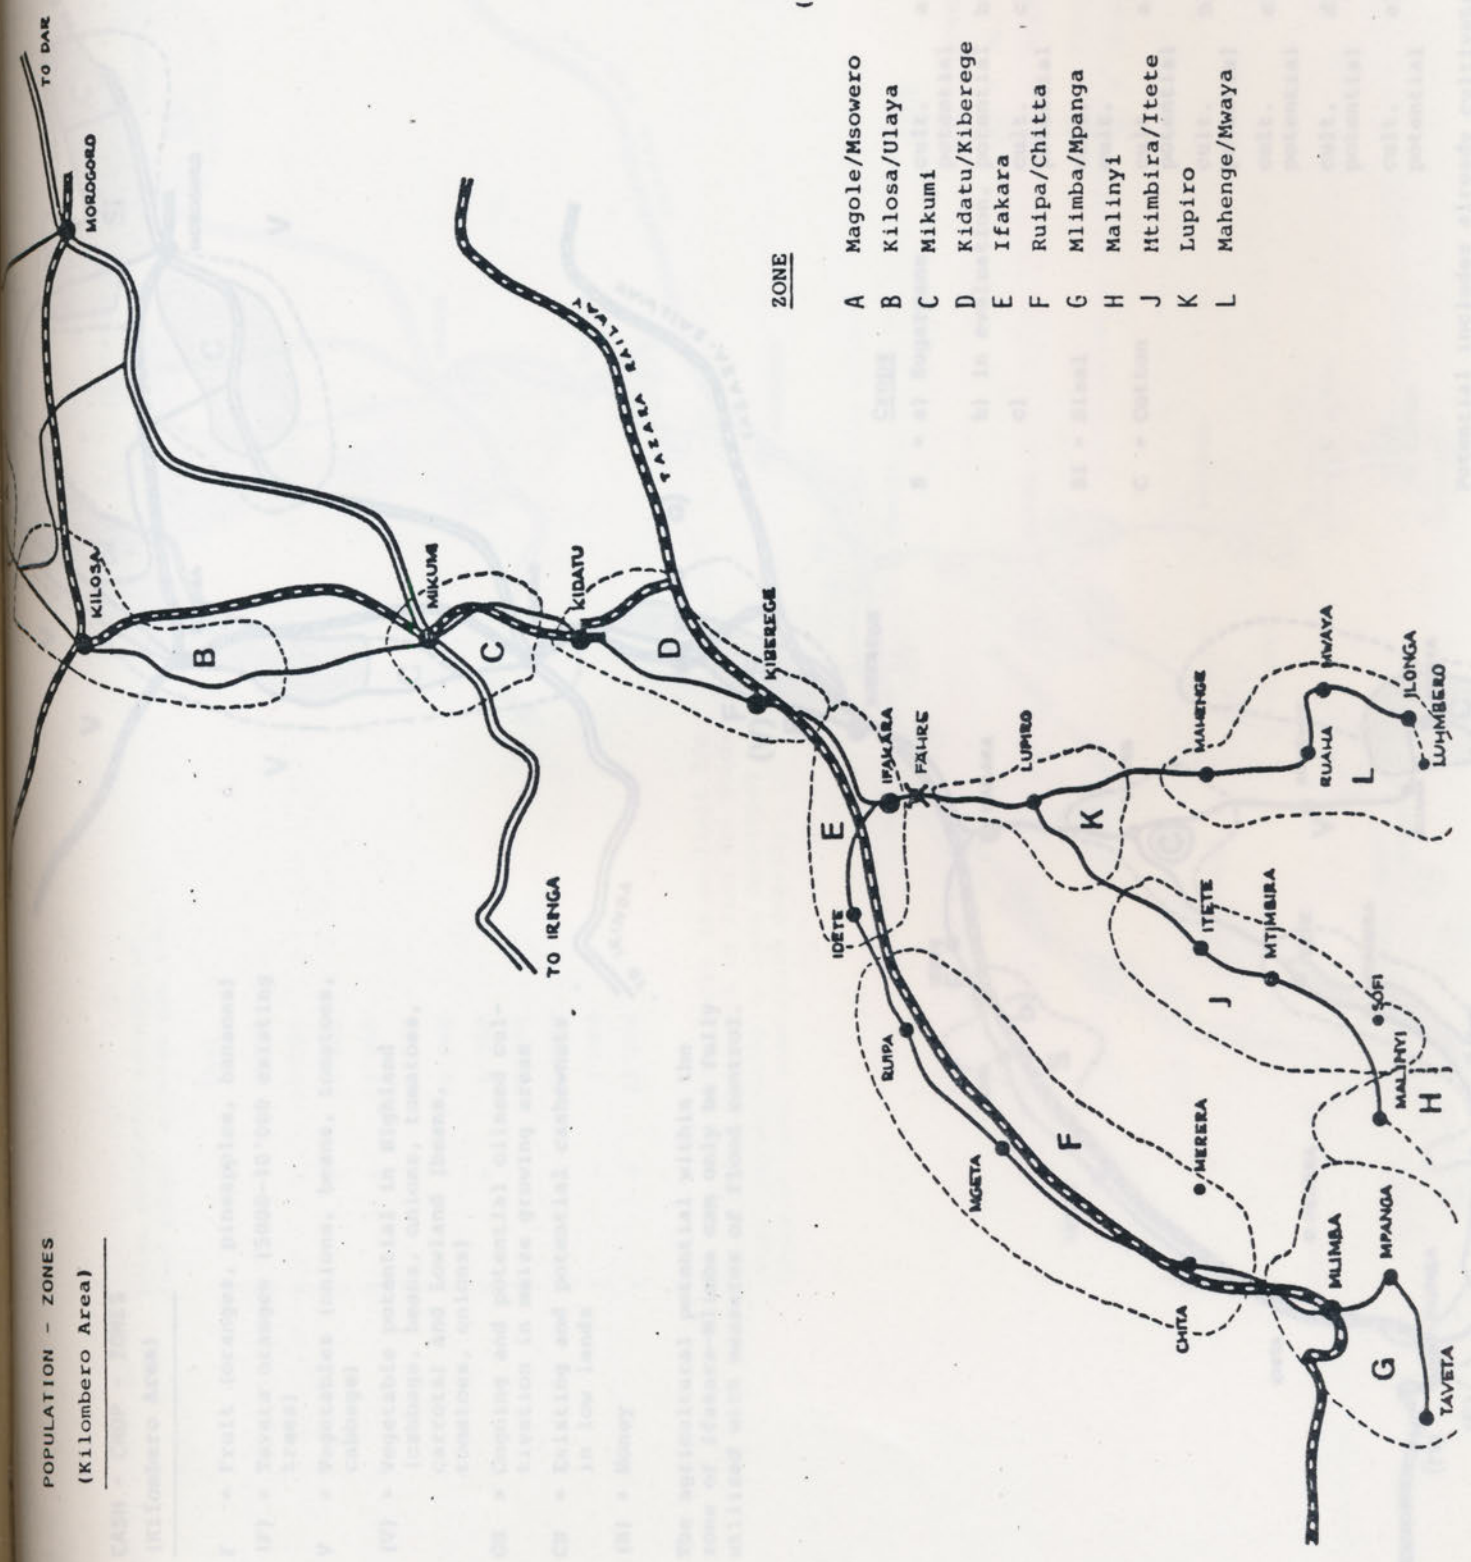 POPULATION - ZONES
(Kilombero Area)
TO DAR
MOROGORO
KILOSA
B
MIKUMI
C
KIDATU
D
KIBEREGE
TAZARA RAILWAY
TO IRINGA
E
IFAKARA
FÄHRE
IDETE
LUPIRO
K
MAHENGE
MWAYA
RUAHA
L
ILONGA
LUHMBERO
ITETE
MTIMBIRA
J
SOFI
MALINYI
H
RUIPA
MGETA
F
MERERA
CHITA
MLIMBA
MPANGA
G
TAVETA
ZONE
A Magole/Msowero
B Kilosa/Ulaya
C Mikumi
D Kidatu/Kiberege
E Ifakara
F Ruipa/Chitta
G Mlimba/Mpanga
H Malinyi
J Mtimbira/Itete
K Lupiro
L Mahenge/Mwaya